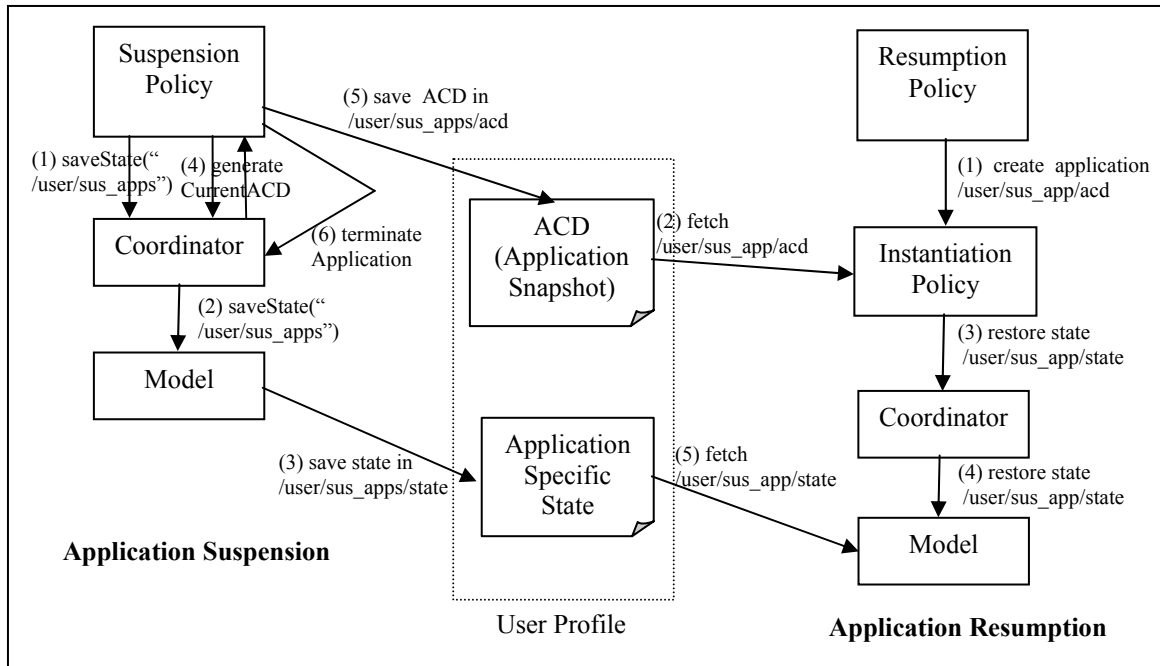 Suspension
Policy
(5) save ACD in
/user/sus_apps/acd
Resumption
Policy
(1) saveState(“
/user/sus_apps”)
(4) generate
CurrentACD
(1) create application
/user/sus_app/acd
Coordinator
(6) terminate
Application
ACD
(Application
Snapshot)
(2) fetch
/user/sus_app/acd
Instantiation
Policy
(2) saveState(“
/user/sus_apps”)
(3) restore state
/user/sus_app/state
Model
Coordinator
(3) save state in
/user/sus_apps/state
Application
Specific
State
(5) fetch
/user/sus_app/state
(4) restore state
/user/sus_app/state
Model
Application Suspension
User Profile
Application Resumption